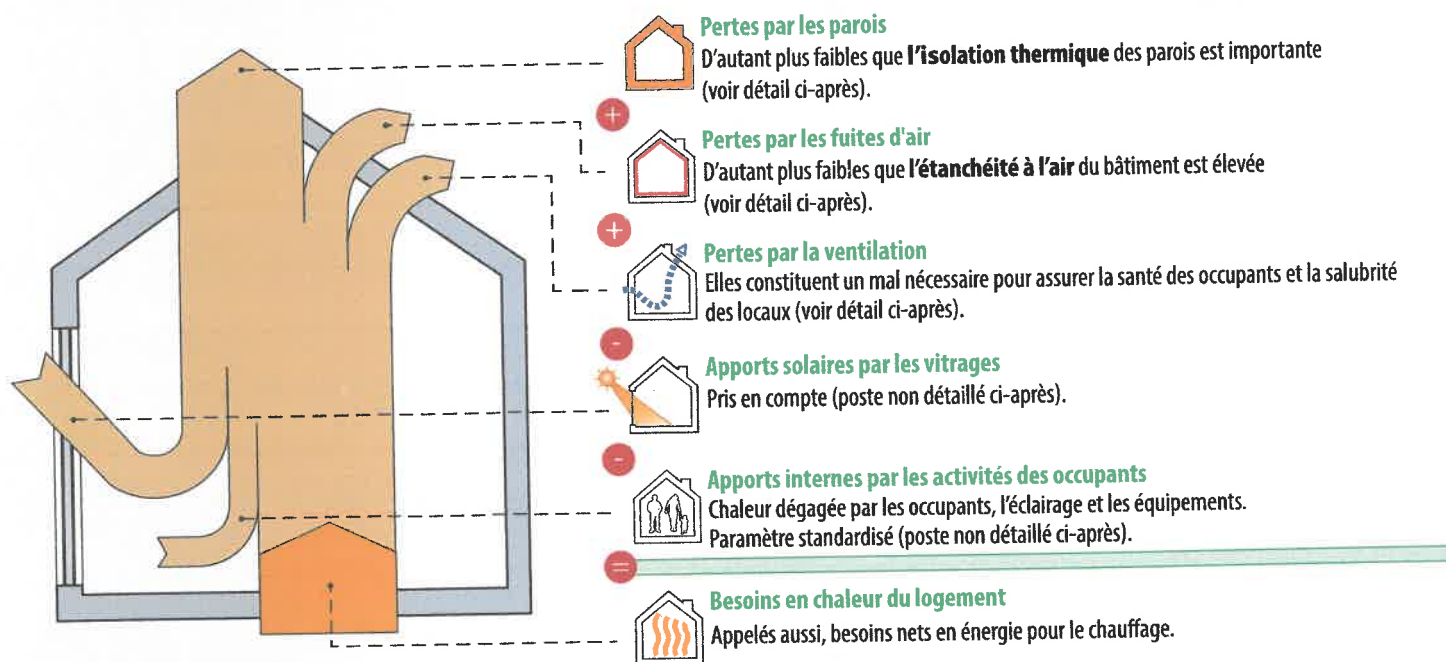 Pertes par les parois
D'autant plus faibles que l'isolation thermique des parois est importante
(voir détail ci-après).
+
Pertes par les fuites d'air
D'autant plus faibles que l'étanchéité à l'air du bâtiment est élevée
(voir détail ci-après).
+
Pertes par la ventilation
Elles constituent un mal nécessaire pour assurer la santé des occupants et la salubrité
des locaux (voir détail ci-après).
-
Apports solaires par les vitrages
Pris en compte (poste non détaillé ci-après).
-
Apports internes par les activités des occupants
Chaleur dégagée par les occupants, l'éclairage et les équipements.
Paramètre standardisé (poste non détaillé ci-après).
=
Besoins en chaleur du logement
Appelés aussi, besoins nets en énergie pour le chauffage.